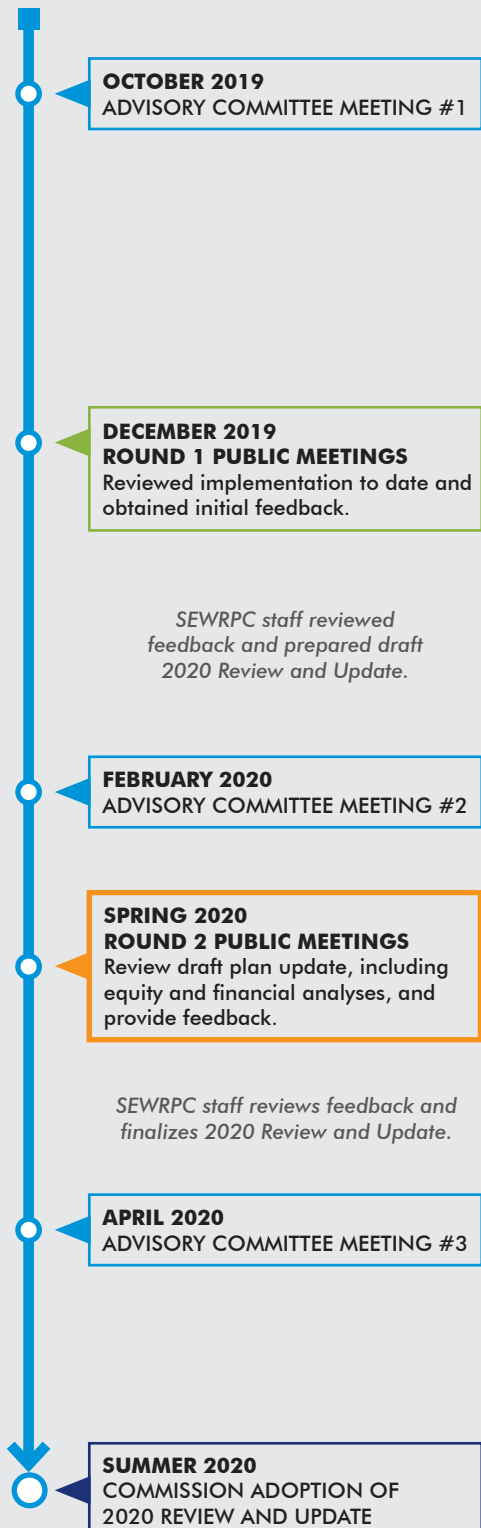 OCTOBER 2019
ADVISORY COMMITTEE MEETING #1
DECEMBER 2019
ROUND 1 PUBLIC MEETINGS
Reviewed implementation to date and
obtained initial feedback.
SEWRPC staff reviewed
feedback and prepared draft
2020 Review and Update.
FEBRUARY 2020
ADVISORY COMMITTEE MEETING #2
SPRING 2020
ROUND 2 PUBLIC MEETINGS
Review draft plan update, including
equity and financial analyses, and
provide feedback.
SEWRPC staff reviews feedback and
finalizes 2020 Review and Update.
APRIL 2020
ADVISORY COMMITTEE MEETING #3
SUMMER 2020
COMMISSION ADOPTION OF
2020 REVIEW AND UPDATE